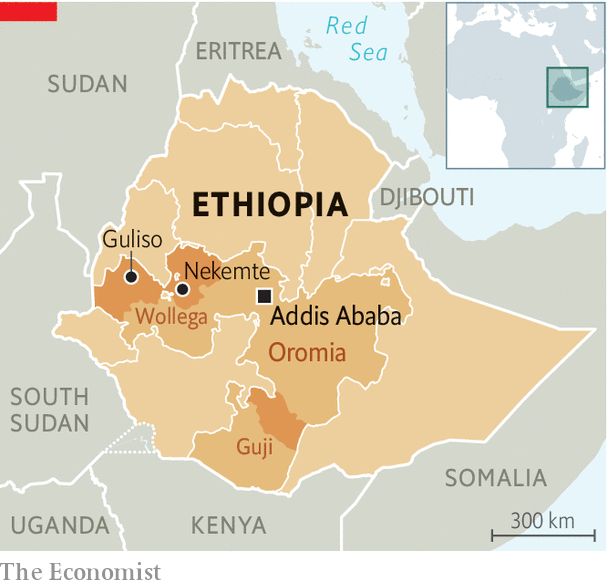 Red
Sea
ERITREA
SUDAN
ETHIOPIA
DJIBOUTI
Guliso
Nekemte
Wollega
Addis Ababa
Oromia
SOUTH
SUDAN
Guji
SOMALIA
UGANDA
KENYA
300 km
The Economist